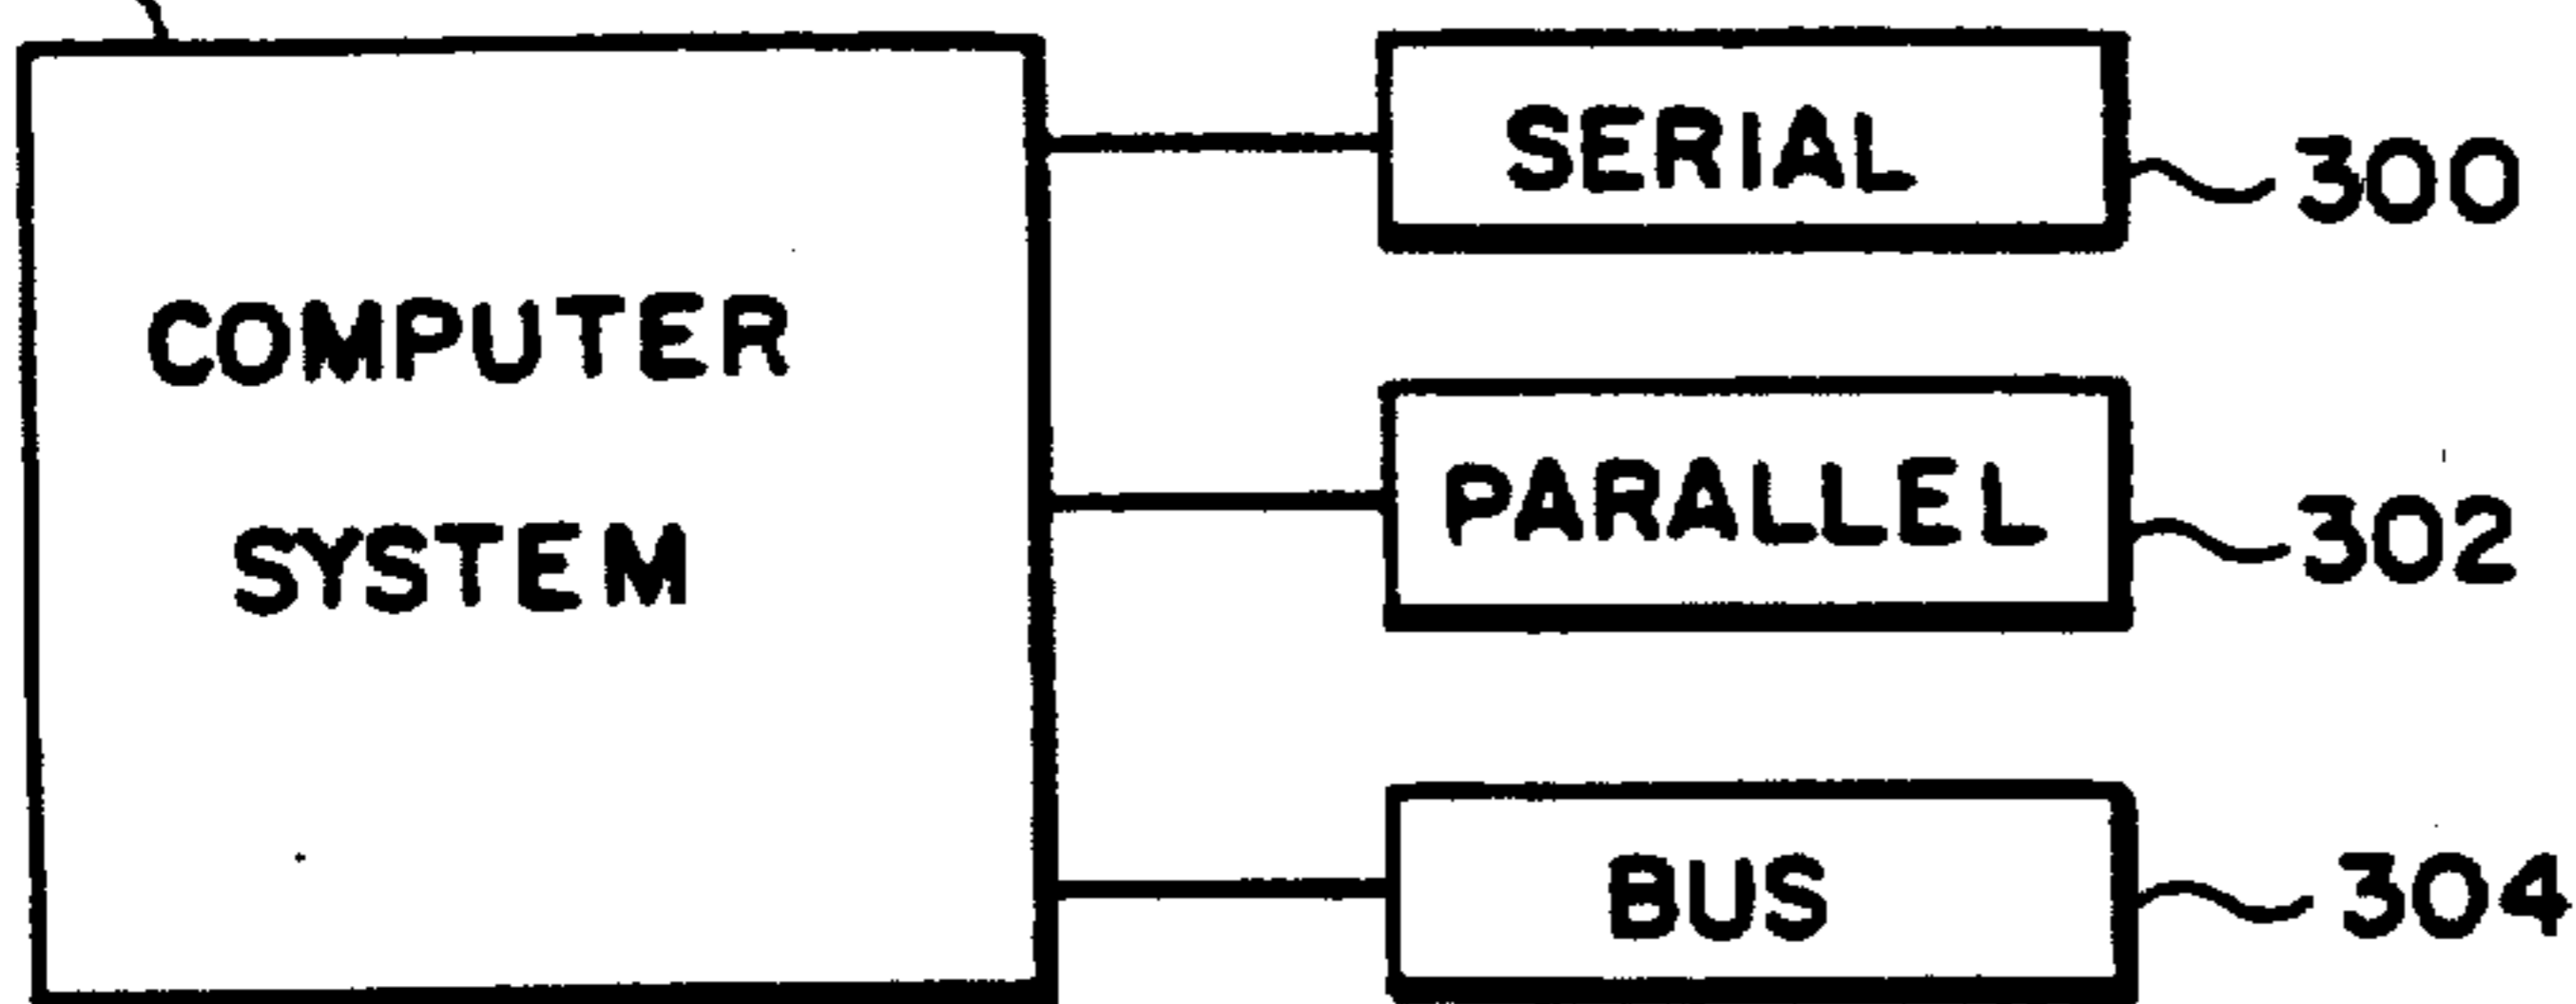 SERIAL
300
COMPUTER
SYSTEM
PARALLEL
302
BUS
304